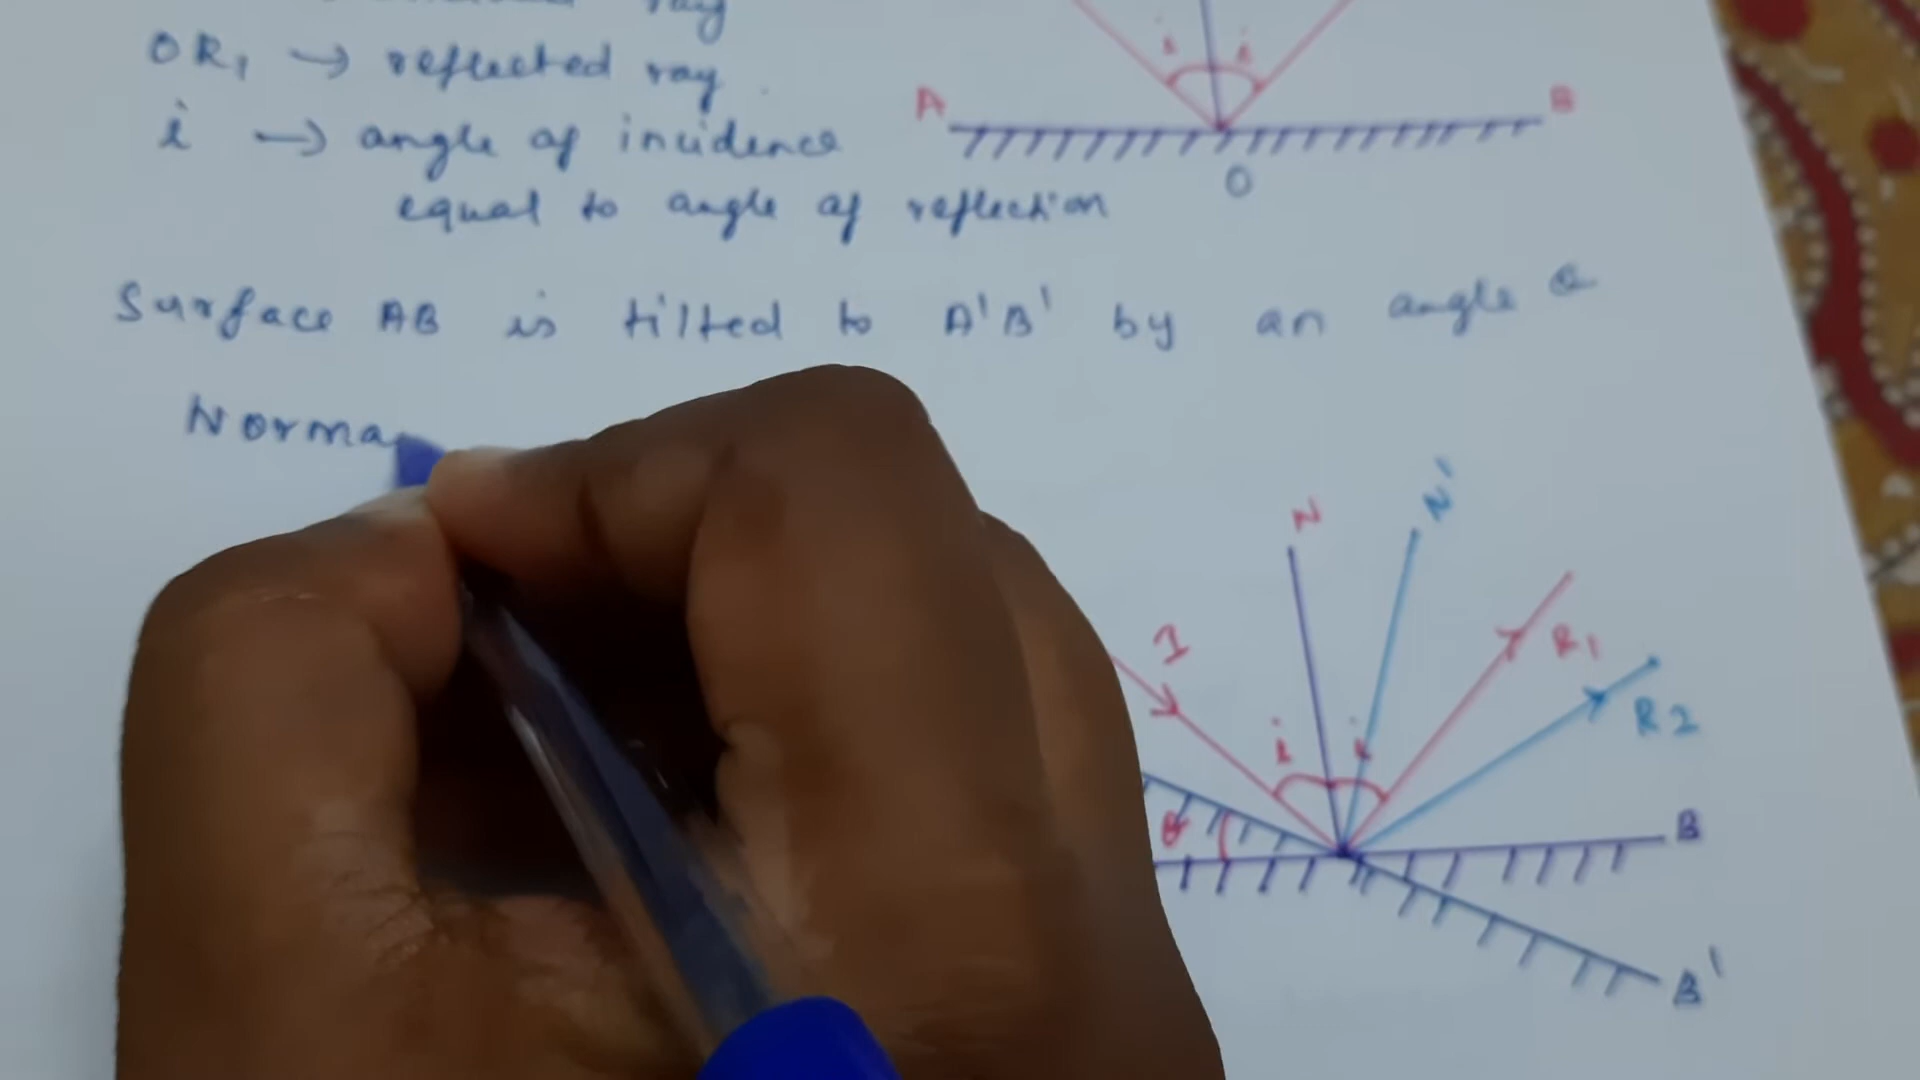 ray
OR1 → reflected ray
i → angle of incidence
equal to angle of reflection
A
i i
B
O
Surface AB is tilted to A'B' by an angle θ
Norma
N
N'
I
R1
R2
i i
θ
B
B'